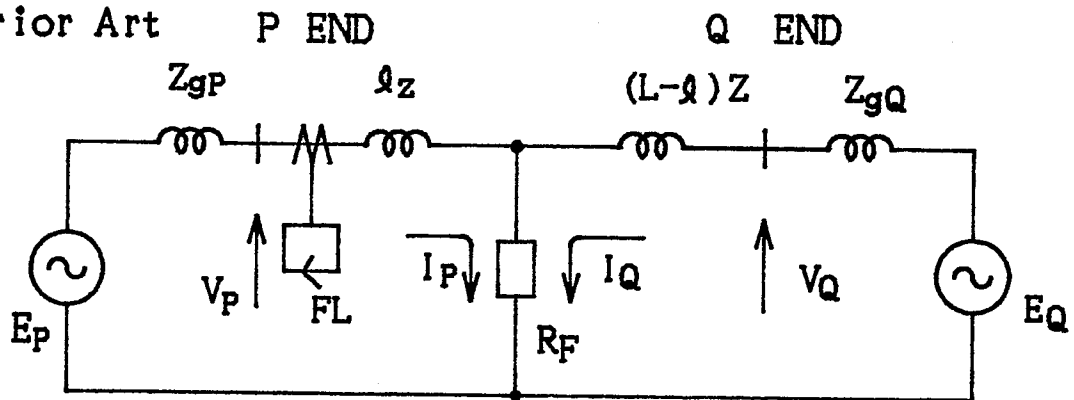 rior Art
P END
Q END
ZgP
ℓz
(L-ℓ)Z
ZgQ
EP
VP
FL
IP
IQ
RF
VQ
EQ